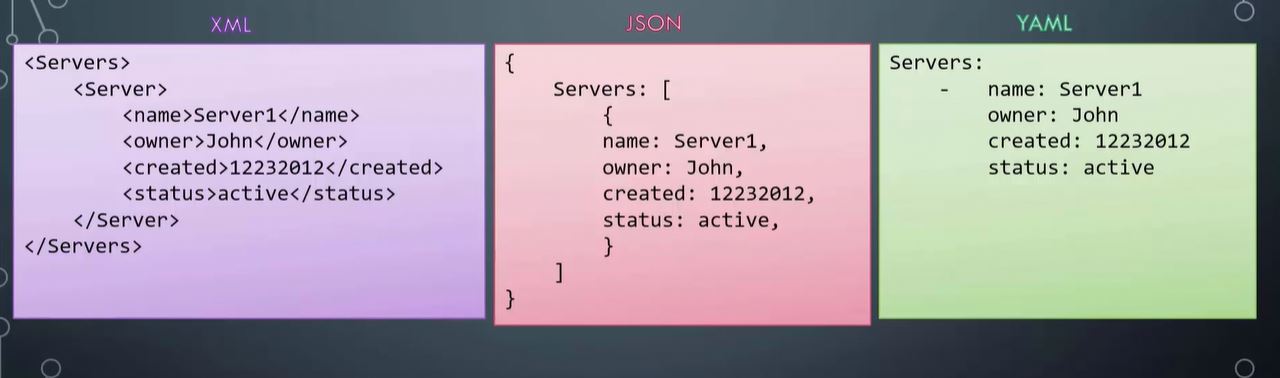 XML
<Servers>
    <Server>
        <name>Server1</name>
        <owner>John</owner>
        <created>12232012</created>
        <status>active</status>
    </Server>
</Servers>
JSON
{
    Servers: [
        {
        name: Server1,
        owner: John,
        created: 12232012,
        status: active,
        }
    ]
}
YAML
Servers:
    -   name: Server1
        owner: John
        created: 12232012
        status: active